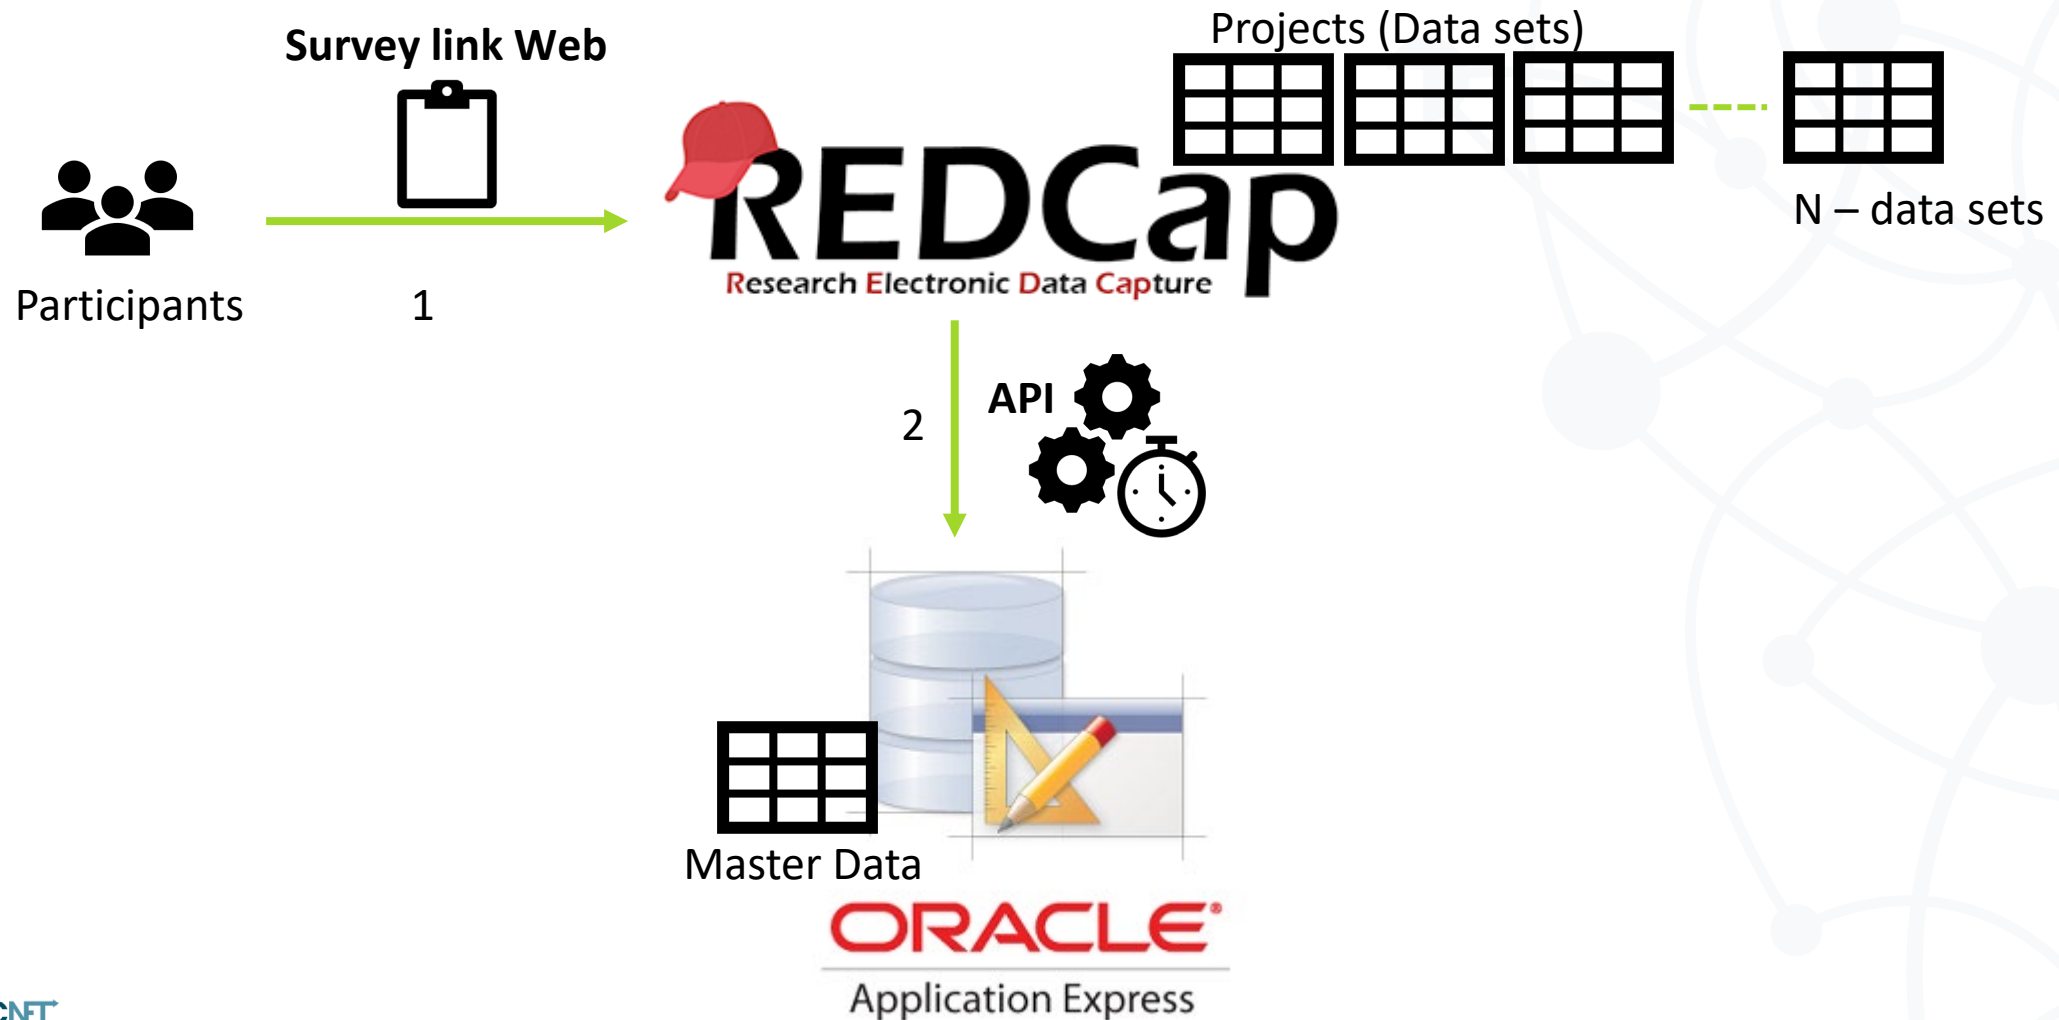 Survey link Web
Projects (Data sets)
REDCap
Research Electronic Data Capture
N – data sets
Participants
1
API
2
Master Data
ORACLE®
Application Express